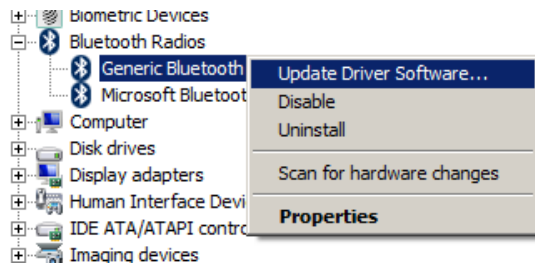 Biometric Devices
Bluetooth Radios
Generic Bluetooth
Microsoft Bluetoot
Computer
Disk drives
Display adapters
Human Interface Devi
IDE ATA/ATAPI contro
Imaging devices
Update Driver Software...
Disable
Uninstall
Scan for hardware changes
Properties